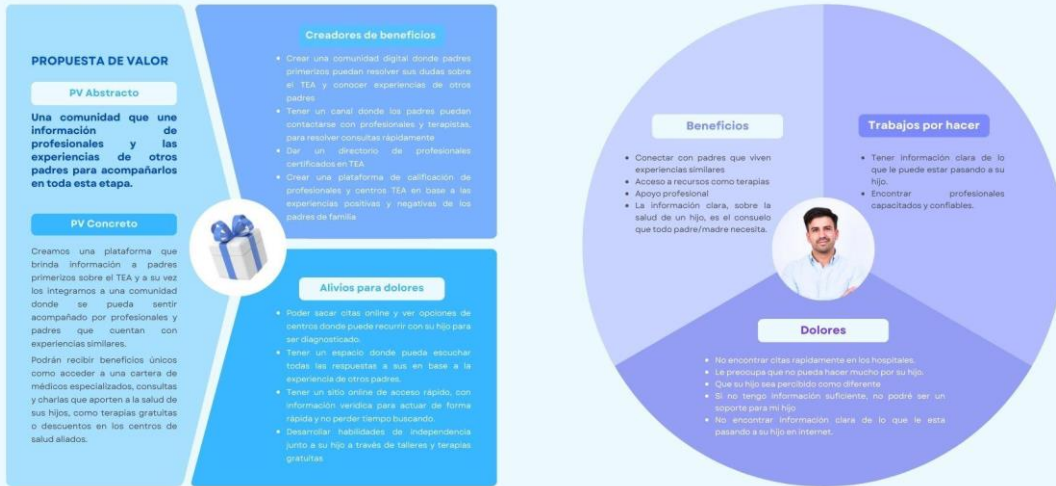 PROPUESTA DE VALOR
PV Abstracto
Una comunidad que une
información de
profesionales y las
experiencias de otros
padres para acompañarlos
en toda esta etapa.
PV Concreto
Creamos una plataforma que
brinda información a padres
primerizos sobre el TEA y a su vez
los integramos a una comunidad
donde se pueda sentir
acompañado por profesionales y
padres que cuentan con
experiencias similares.
Podrán recibir beneficios únicos
como acceder a una cartera de
médicos especializados, consultas
y charlas que aporten a la salud de
sus hijos, como terapias gratuitas
o descuentos en los centros de
salud aliados.
Creadores de beneficios
• Crear una comunidad digital donde padres
primerizos puedan resolver sus dudas sobre
el TEA y conocer experiencias de otros
padres
• Tener un canal donde los padres puedan
contactarse con profesionales y terapistas,
para resolver consultas rápidamente
• Dar un directorio de profesionales
certificados en TEA
• Crear una plataforma de calificación de
profesionales y centros TEA en base a las
experiencias positivas y negativas de los
padres de familia
Alivios para dolores
• Poder sacar citas online y ver opciones de
centros donde puede recurrir con su hijo para
ser diagnosticado.
• Tener un espacio donde pueda escuchar
todas las respuestas a sus en base a la
experiencia de otros padres.
• Tener un sitio online de acceso rápido, con
información verídica para actuar de forma
rápida y no perder tiempo buscando.
• Desarrollar habilidades de independencia
junto a su hijo a través de talleres y terapias
gratuitas
Beneficios
• Conectar con padres que viven
experiencias similares
• Acceso a recursos como terapias
• Apoyo profesional
• La información clara, sobre la
salud de un hijo, es el consuelo
que todo padre/madre necesita.
Trabajos por hacer
• Tener información clara de lo
que le puede estar pasando a su
hijo.
• Encontrar profesionales
capacitados y confiables.
Dolores
• No encontrar citas rapidamente en los hospitales.
• Le preocupa que no pueda hacer mucho por su hijo.
• Que su hijo sea percibido como diferente
• Si no tengo información suficiente, no podré ser un
soporte para mi hijo
• No encontrar información clara de lo que le esta
pasando a su hijo en internet.